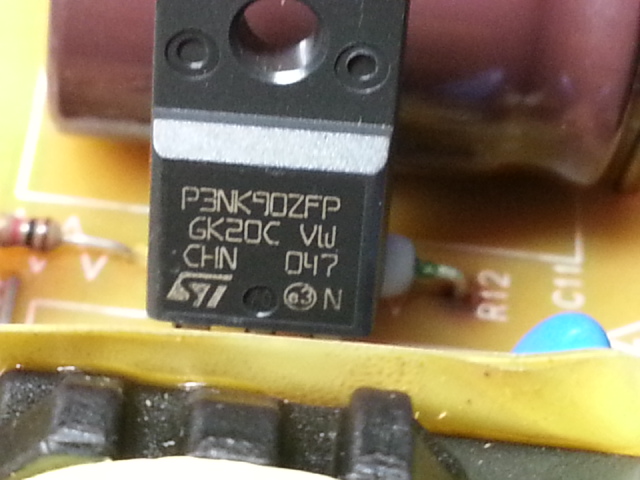 P3NK90ZFP
GK20C VW
CHN 047
ST e3 N
R12
C11